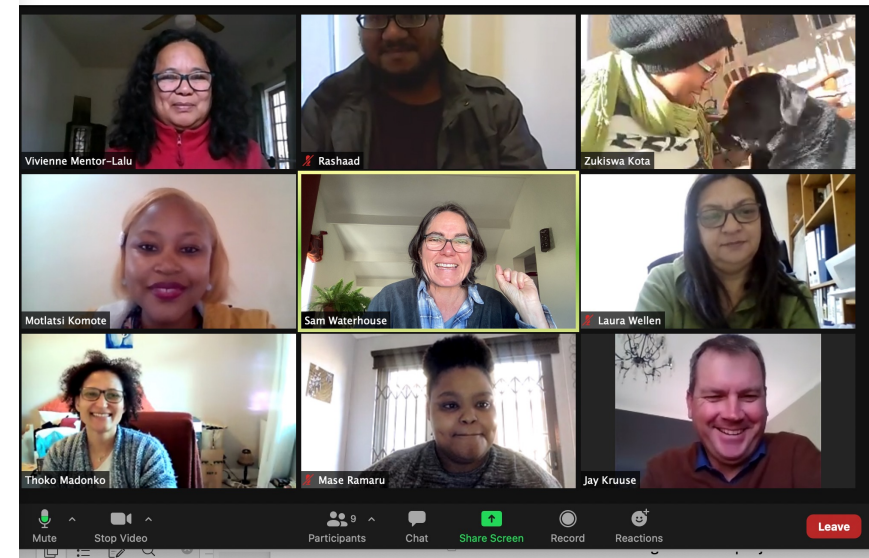 Vivienne Mentor-Lalu
Rashaad
Zukiswa Kota
Motlatsi Komote
Sam Waterhouse
Laura Wellen
Thoko Madonko
Mase Ramaru
Jay Kruuse
Mute
Stop Video
9
Participants
Chat
Share Screen
Record
Reactions
Leave